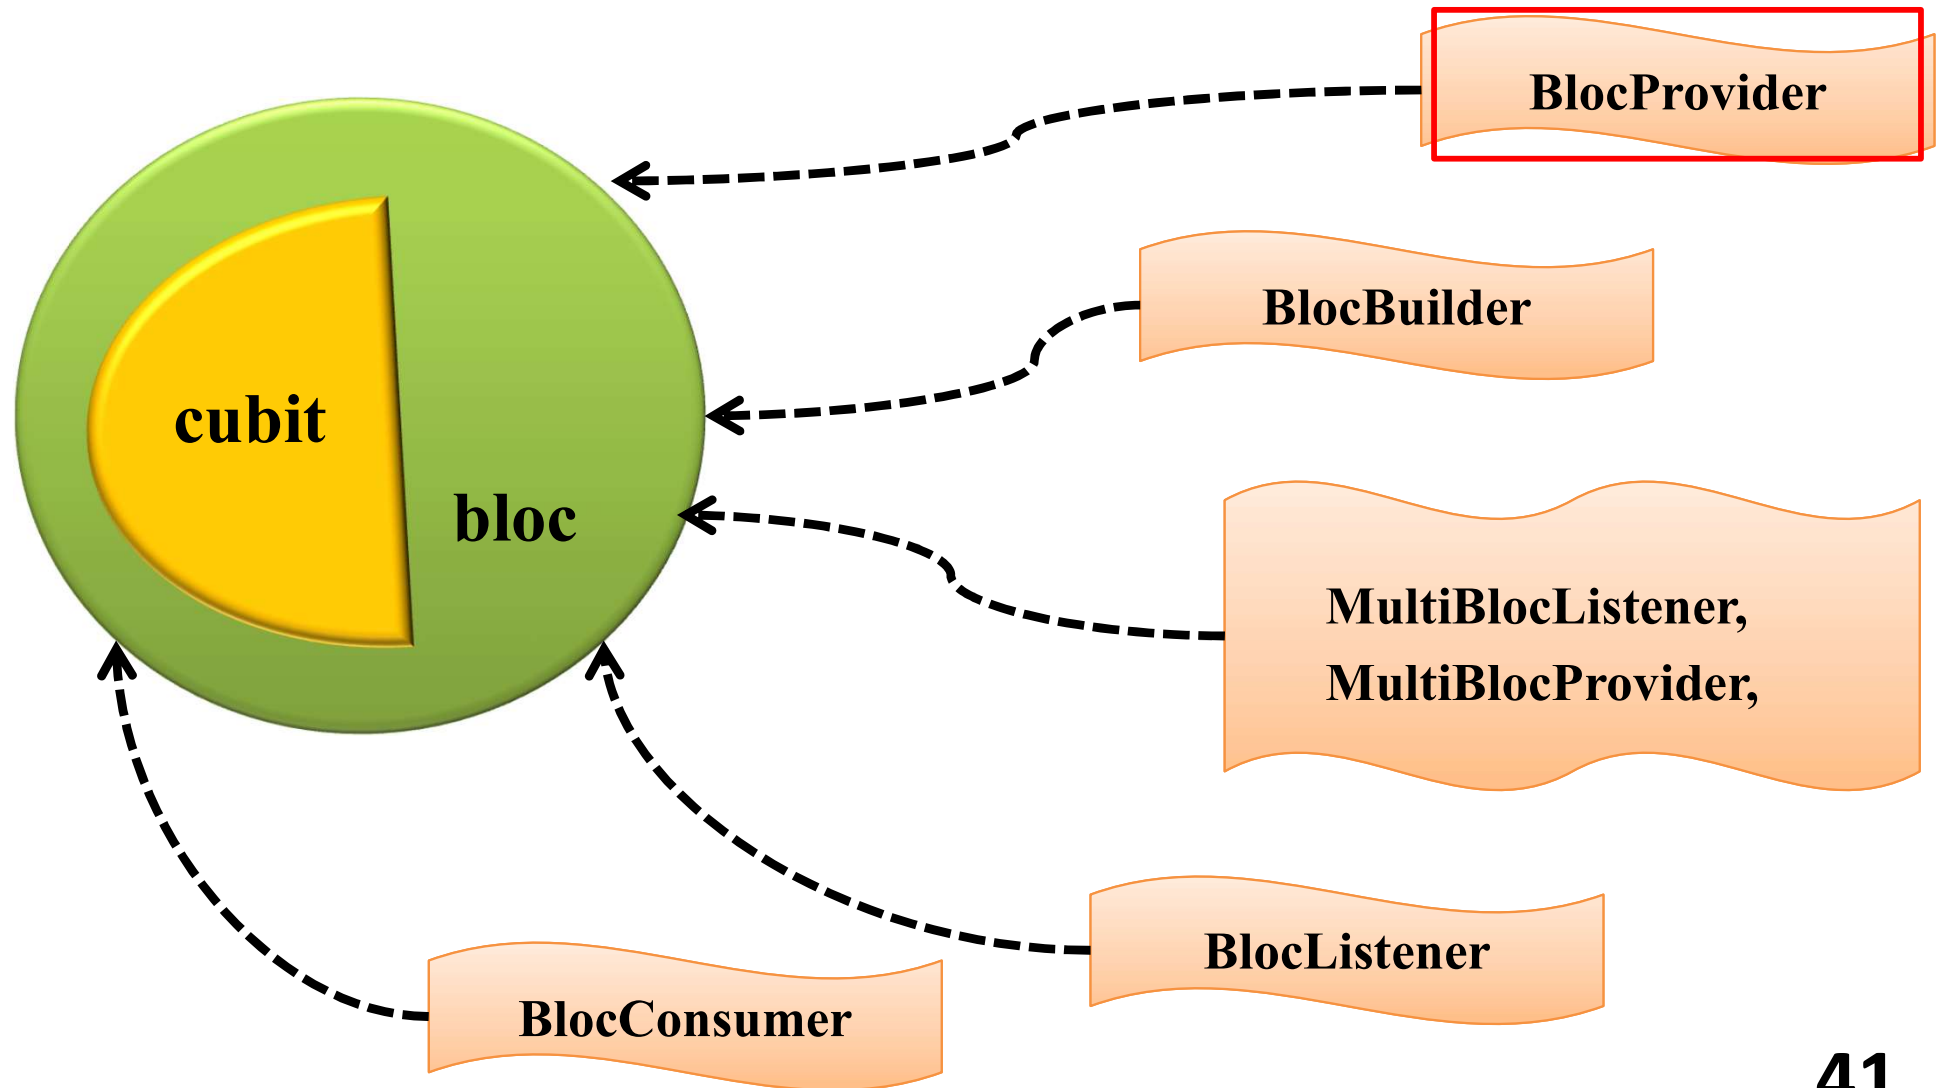 BlocProvider
BlocBuilder
cubit
bloc
MultiBlocListener,
MultiBlocProvider,
BlocListener
BlocConsumer
41